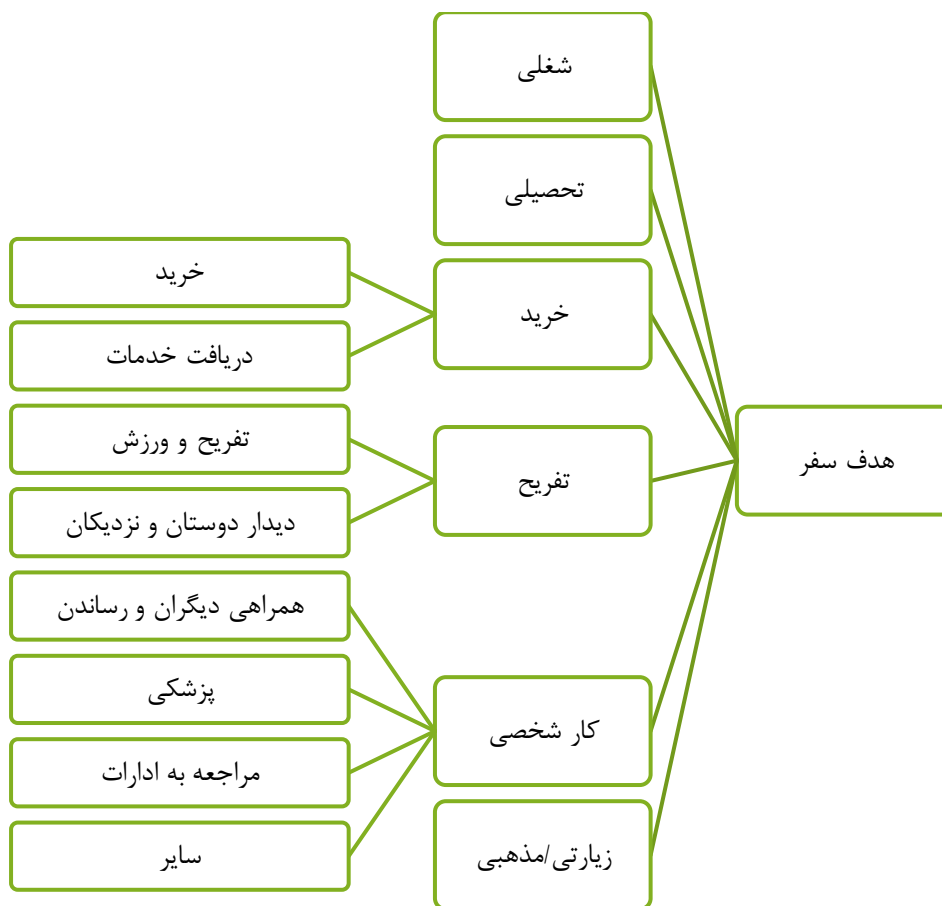 هدف سفر
شغلی
تحصیلی
خرید
خرید
دریافت خدمات
تفریح
تفریح و ورزش
دیدار دوستان و نزدیکان
کار شخصی
همراهی دیگران و رساندن
پزشکی
مراجعه به ادارات
سایر
زیارتی/مذهبی